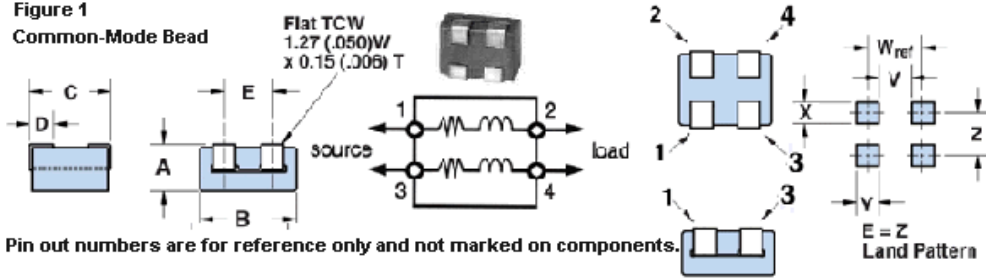 Figure 1
Common-Mode Bead
Flat TCW
1.27 (.050)W
x 0.15 (.006) T
C
D
A
E
B
1
2
source
load
3
4
2
4
1
3
1
3
W ref
V
X
Z
Y
E = Z
Land Pattern
Pin out numbers are for reference only and not marked on components.